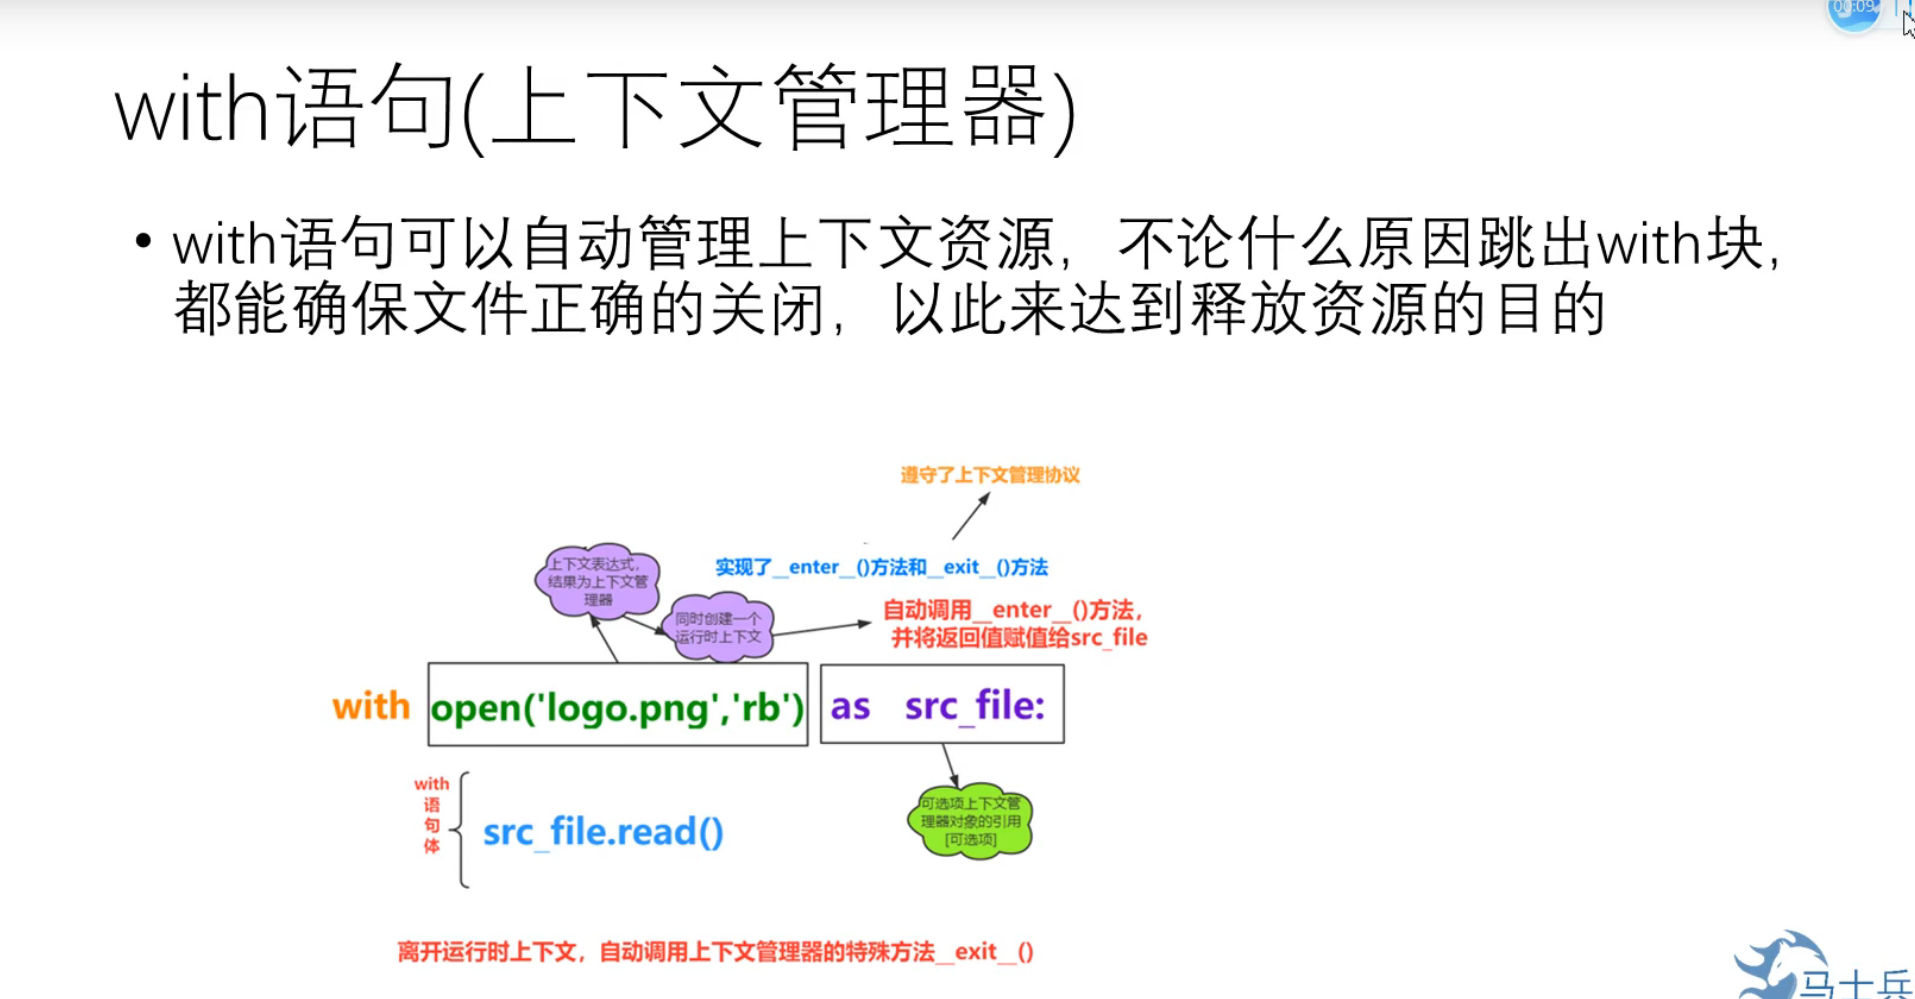 00:09
with语句(上下文管理器)
• with语句可以自动管理上下文资源，不论什么原因跳出with块，
都能确保文件正确的关闭，以此来达到释放资源的目的
遵守了上下文管理协议
实现了__enter__()方法和__exit__()方法
上下文表达式，
结果为上下文管
理器
同时创建一个
运行时上下文
自动调用__enter__()方法，
并将返回值赋值给src_file
with open('logo.png','rb') as src_file:
with
语
句
体
src_file.read()
可选项上下文管
理器对象的引用
[可选项]
离开运行时上下文，自动调用上下文管理器的特殊方法__exit__()
马士兵